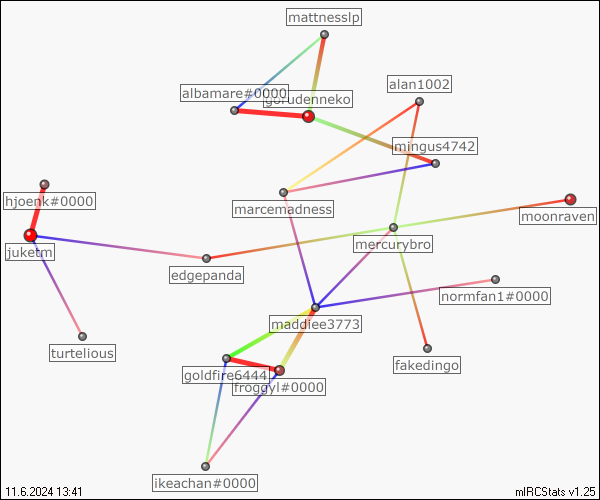 mattnesslp
alan1002
albamare#0000
gorudenneko
mingus4742
hjoenk#0000
marcemadness
moonraven
juketm
mercurybro
edgepanda
normfan1#0000
maddiee3773
turtelious
fakedingo
goldfire6444
froggyl#0000
ikeachan#0000
11.6.2024 13:41
mIRCStats v1.25